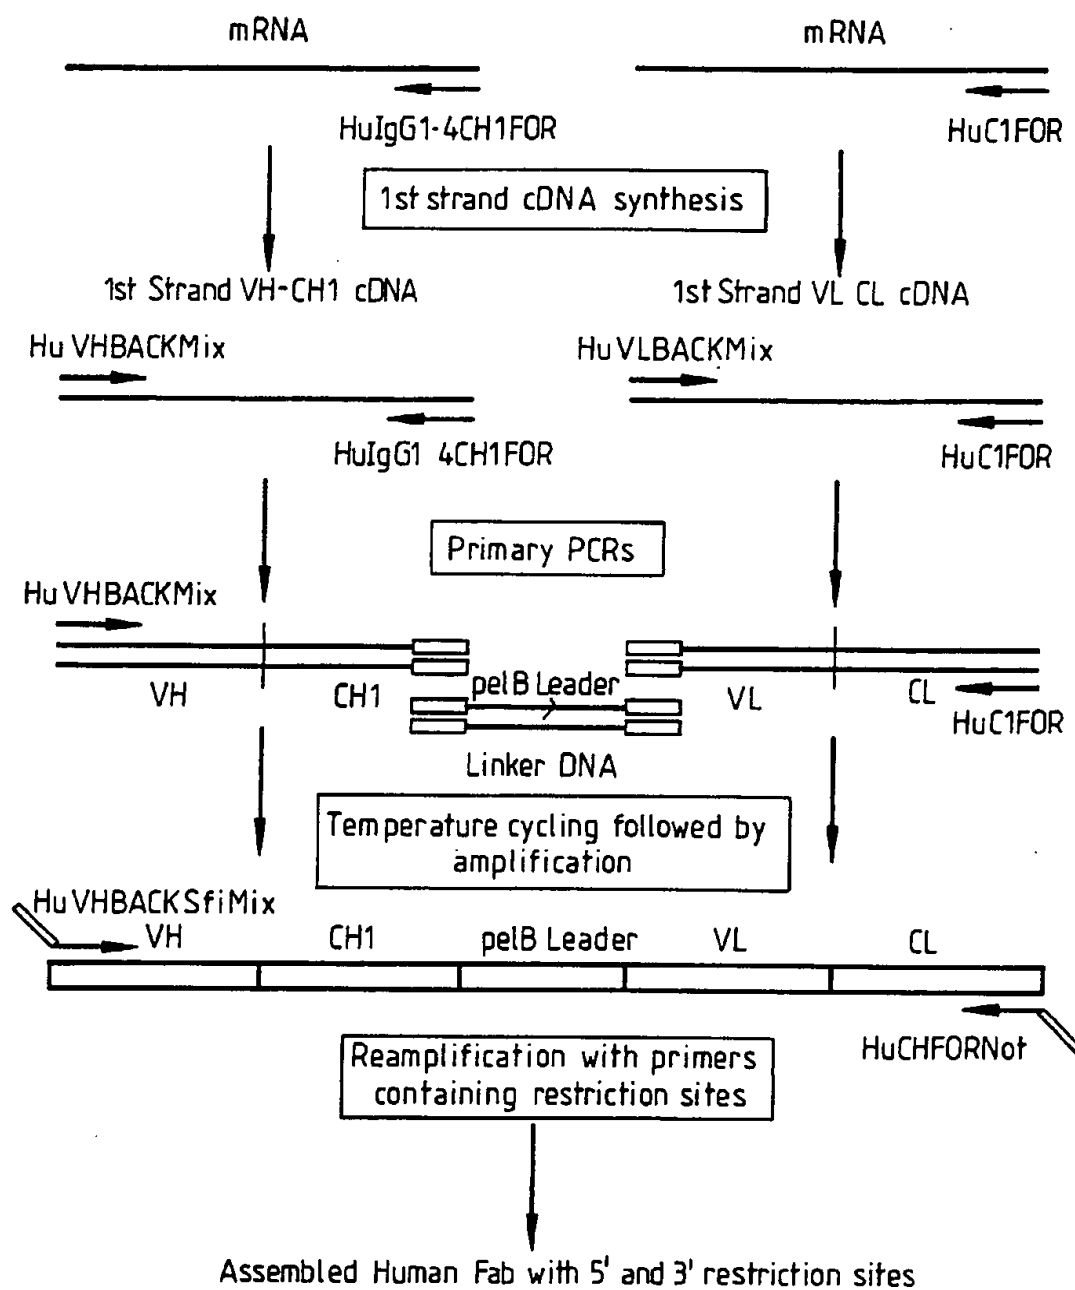 mRNA
mRNA
HuIgG1-4CH1FOR
HuC1FOR
1st strand cDNA synthesis
1st Strand VH-CH1 cDNA
1st Strand VL CL cDNA
Hu VHBACKMix
Hu VLBACKMix
HuIgG1 4CH1FOR
HuC1FOR
Primary PCRs
Hu VHBACKMix
VH
CH1
pelB Leader
VL
CL
HuC1FOR
Linker DNA
Temperature cycling followed by
amplification
Hu VHBACKSfiMix
VH
CH1
pelB Leader
VL
CL
HuCHFORNot
Reamplification with primers
containing restriction sites
Assembled Human Fab with 5' and 3' restriction sites